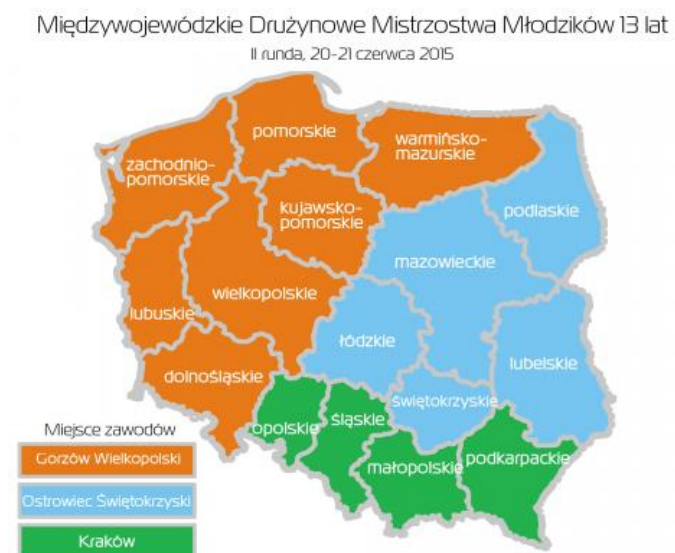 Międzywojewódzkie Drużynowe Mistrzostwa Młodzików 13 lat
II runda, 20-21 czerwca 2015
pomorskie
warmińsko-
mazurskie
zachodnio-
pomorskie
kujawsko-
pomorskie
podlaskie
mazowieckie
wielkopolskie
lubuskie
łódzkie
lubelskie
dolnośląskie
świętokrzyskie
opolskie
śląskie
małopolskie
podkarpackie
Miejsce zawodów
Gorzów Wielkopolski
Ostrowiec Świętokrzyski
Kraków